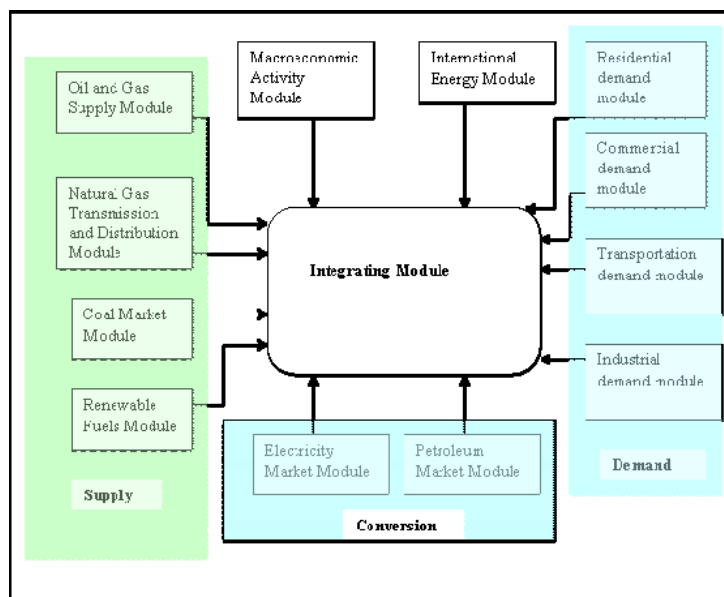 Macroeconomic
Activity
Module
International
Energy Module
Residential
demand
module
Oil and Gas
Supply Module
Commercial
demand
module
Natural Gas
Transmission
and Distribution
Module
Integrating Module
Transportation
demand module
Coal Market
Module
Industrial
demand module
Renewable
Fuels Module
Electricity
Market Module
Petroleum
Market Module
Demand
Supply
Conversion